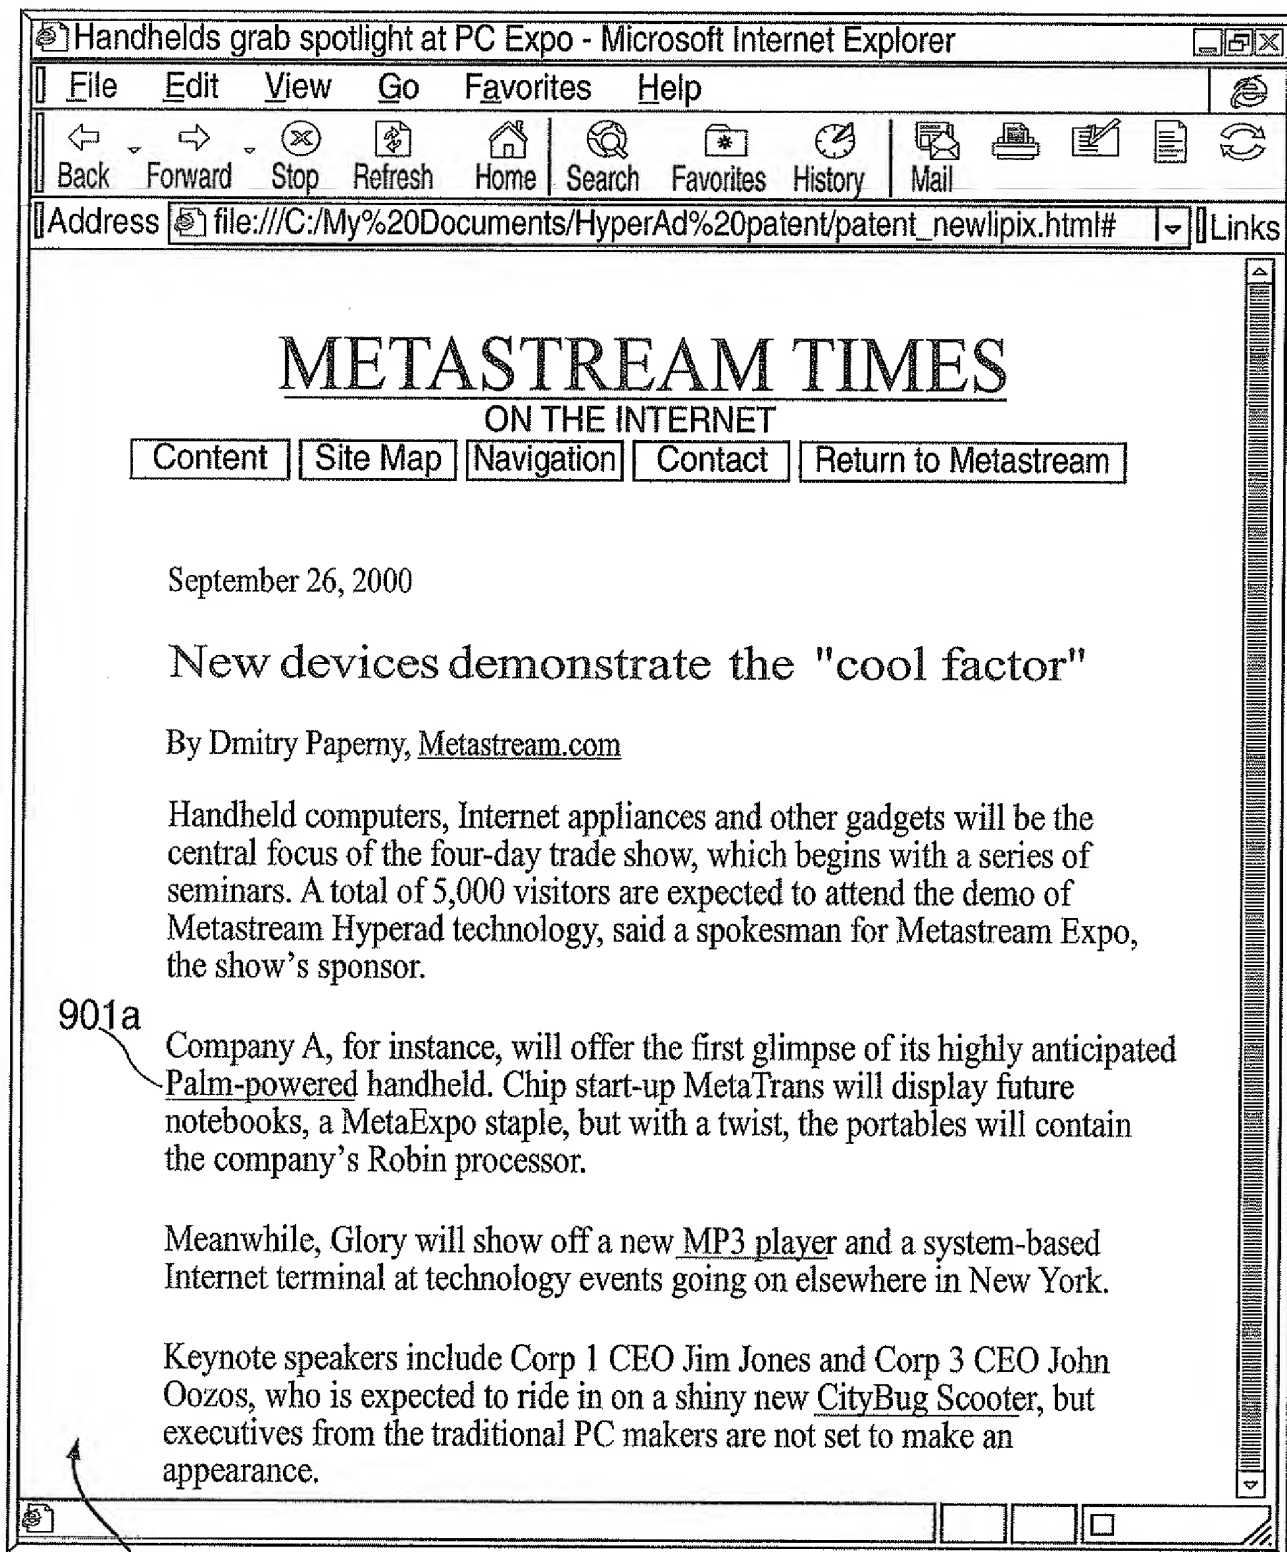 Handhelds grab spotlight at PC Expo - Microsoft Internet Explorer
File Edit View Go Favorites Help
Back Forward Stop Refresh Home Search Favorites History Mail
Address file:///C:/My%20Documents/HyperAd%20patent/patent_newlipix.html# Links
METASTREAM TIMES
ON THE INTERNET
Content Site Map Navigation Contact Return to Metastream
September 26, 2000
New devices demonstrate the "cool factor"
By Dmitry Paperny, Metastream.com
Handheld computers, Internet appliances and other gadgets will be the
central focus of the four-day trade show, which begins with a series of
seminars. A total of 5,000 visitors are expected to attend the demo of
Metastream Hyperad technology, said a spokesman for Metastream Expo,
the show's sponsor.
901a
Company A, for instance, will offer the first glimpse of its highly anticipated
Palm-powered handheld. Chip start-up MetaTrans will display future
notebooks, a MetaExpo staple, but with a twist, the portables will contain
the company's Robin processor.
Meanwhile, Glory will show off a new MP3 player and a system-based
Internet terminal at technology events going on elsewhere in New York.
Keynote speakers include Corp 1 CEO Jim Jones and Corp 3 CEO John
Oozos, who is expected to ride in on a shiny new CityBug Scooter, but
executives from the traditional PC makers are not set to make an
appearance.